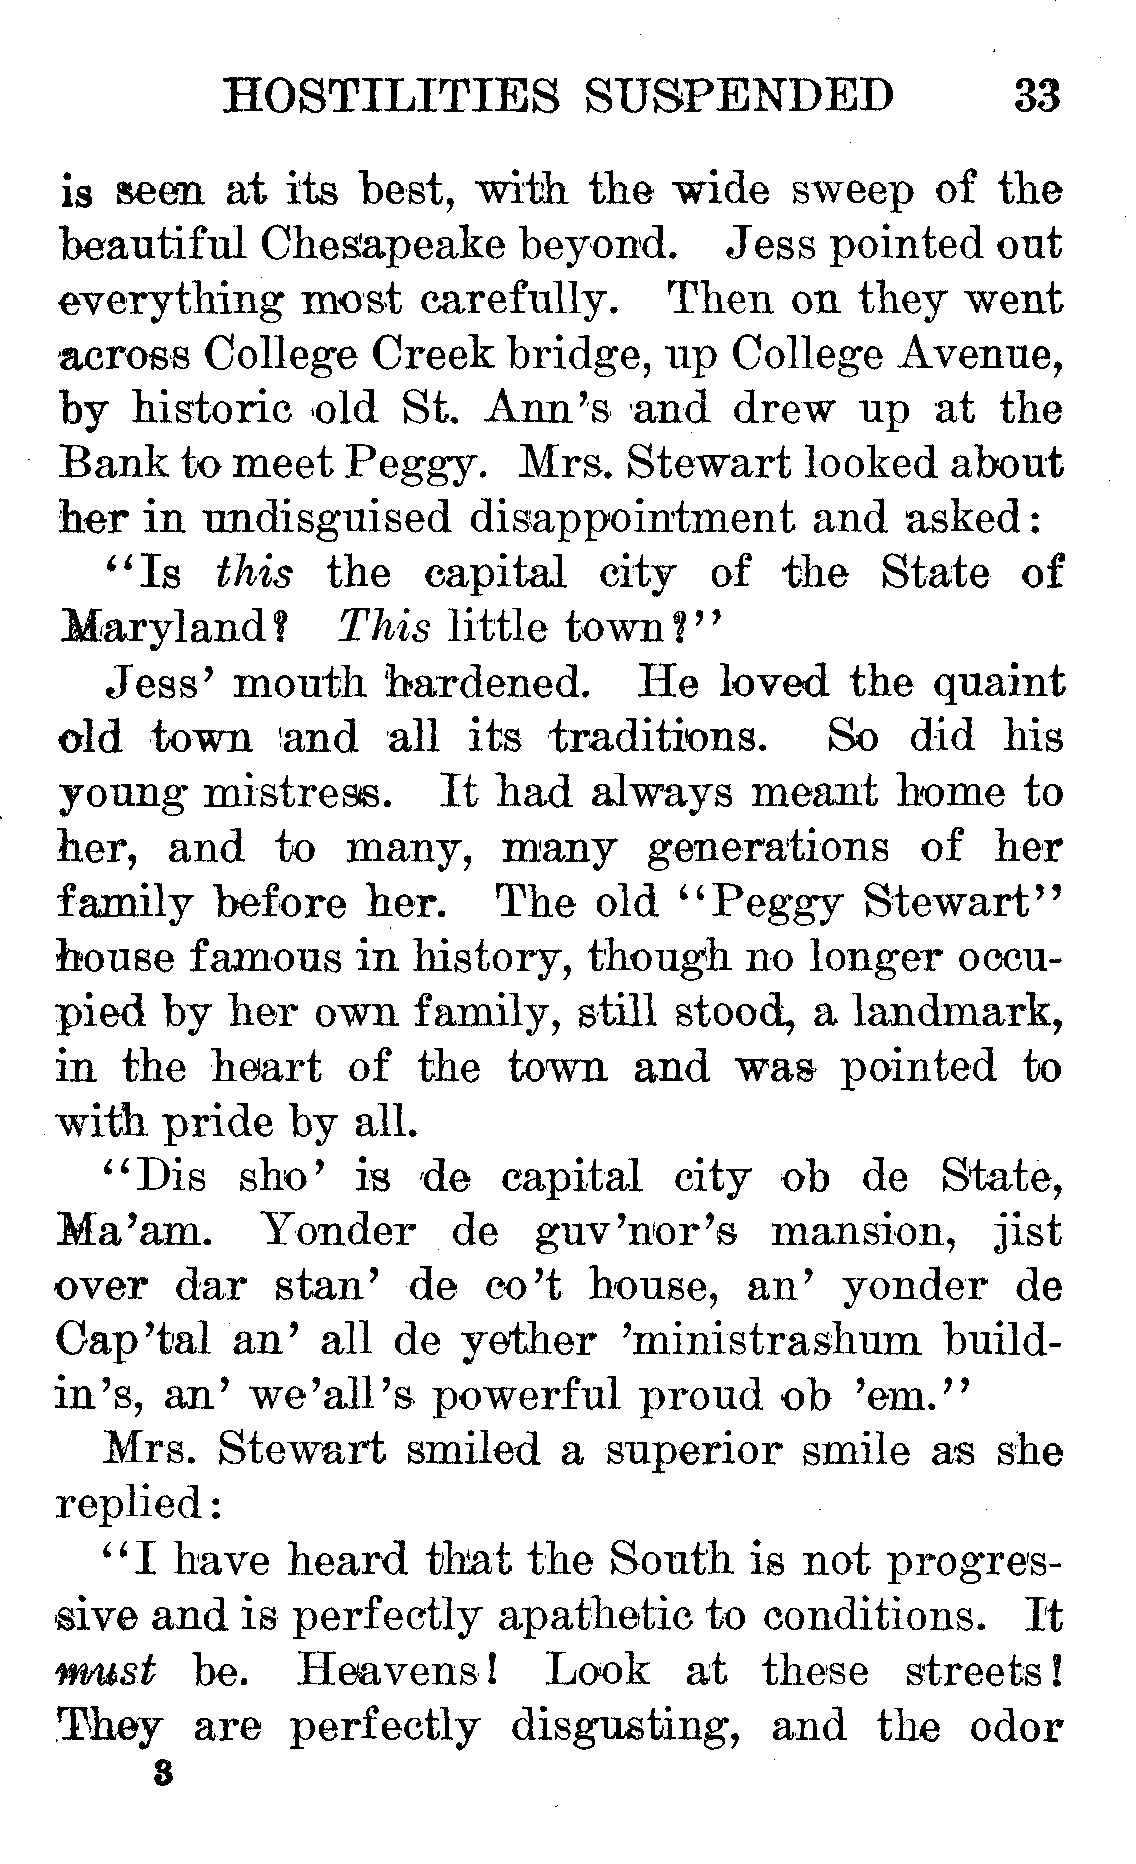 HOSTILITIES SUSPENDED 33
is seen at its best, with the wide sweep of the
beautiful Chesapeake beyond. Jess pointed out
everything most carefully. Then on they went
across College Creek bridge, up College Avenue,
by historic old St. Ann's and drew up at the
Bank to meet Peggy. Mrs. Stewart looked about
her in undisguised disappointment and asked:
"Is this the capital city of the State of
Maryland? This little town?"
Jess' mouth hardened. He loved the quaint
old town and all its traditions. So did his
young mistress. It had always meant home to
her, and to many, many generations of her
family before her. The old "Peggy Stewart"
house famous in history, though no longer occu-
pied by her own family, still stood, a landmark,
in the heart of the town and was pointed to
with pride by all.
"Dis sho' is de capital city ob de State,
Ma'am. Yonder de guv'nor's mansion, jist
over dar stan' de co't house, an' yonder de
Cap'tal an' all de yether 'ministrashum build-
in's, an' we'all's powerful proud ob 'em."
Mrs. Stewart smiled a superior smile as she
replied:
"I have heard that the South is not progres-
sive and is perfectly apathetic to conditions. It
must be. Heavens! Look at these streets!
They are perfectly disgusting, and the odor
3